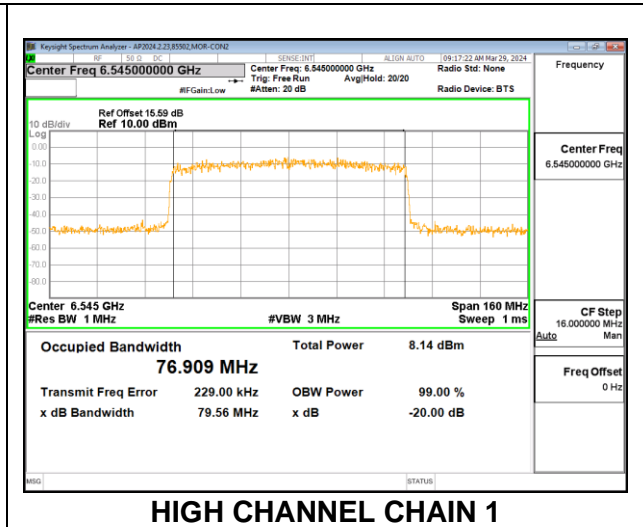 Keysight Spectrum Analyzer - AP2024.2.23,85502,MOR-CON2
RF 50 Ω DC SENSE:INT ALIGN AUTO 09:17:22 AM Mar 29, 2024
Center Freq 6.545000000 GHz Center Freq: 6.545000000 GHz Radio Std: None
Trig: Free Run Avg|Hold: 20/20
#IFGain:Low #Atten: 20 dB Radio Device: BTS
Frequency
Ref Offset 15.59 dB
10 dB/div Ref 10.00 dBm
Log
0.00
-10.0
-20.0
-30.0
-40.0
-50.0
-60.0
-70.0
-80.0
Center 6.545 GHz Span 160 MHz
#Res BW 1 MHz #VBW 3 MHz Sweep 1 ms
Occupied Bandwidth Total Power 8.14 dBm
76.909 MHz
Transmit Freq Error 229.00 kHz OBW Power 99.00 %
x dB Bandwidth 79.56 MHz x dB -20.00 dB
Center Freq
6.545000000 GHz
CF Step
16.000000 MHz
Auto Man
Freq Offset
0 Hz
MSG STATUS
HIGH CHANNEL CHAIN 1